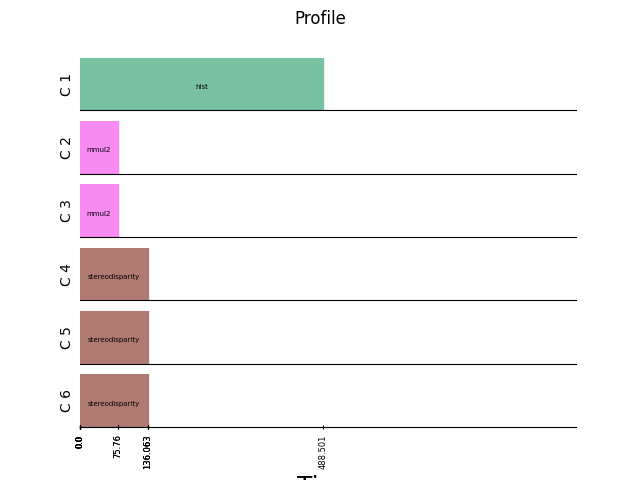 Profile
C 1
hist
C 2
mmul2
C 3
mmul2
C 4
stereodisparity
C 5
stereodisparity
C 6
stereodisparity
0.0
75.76
136.063
488.501